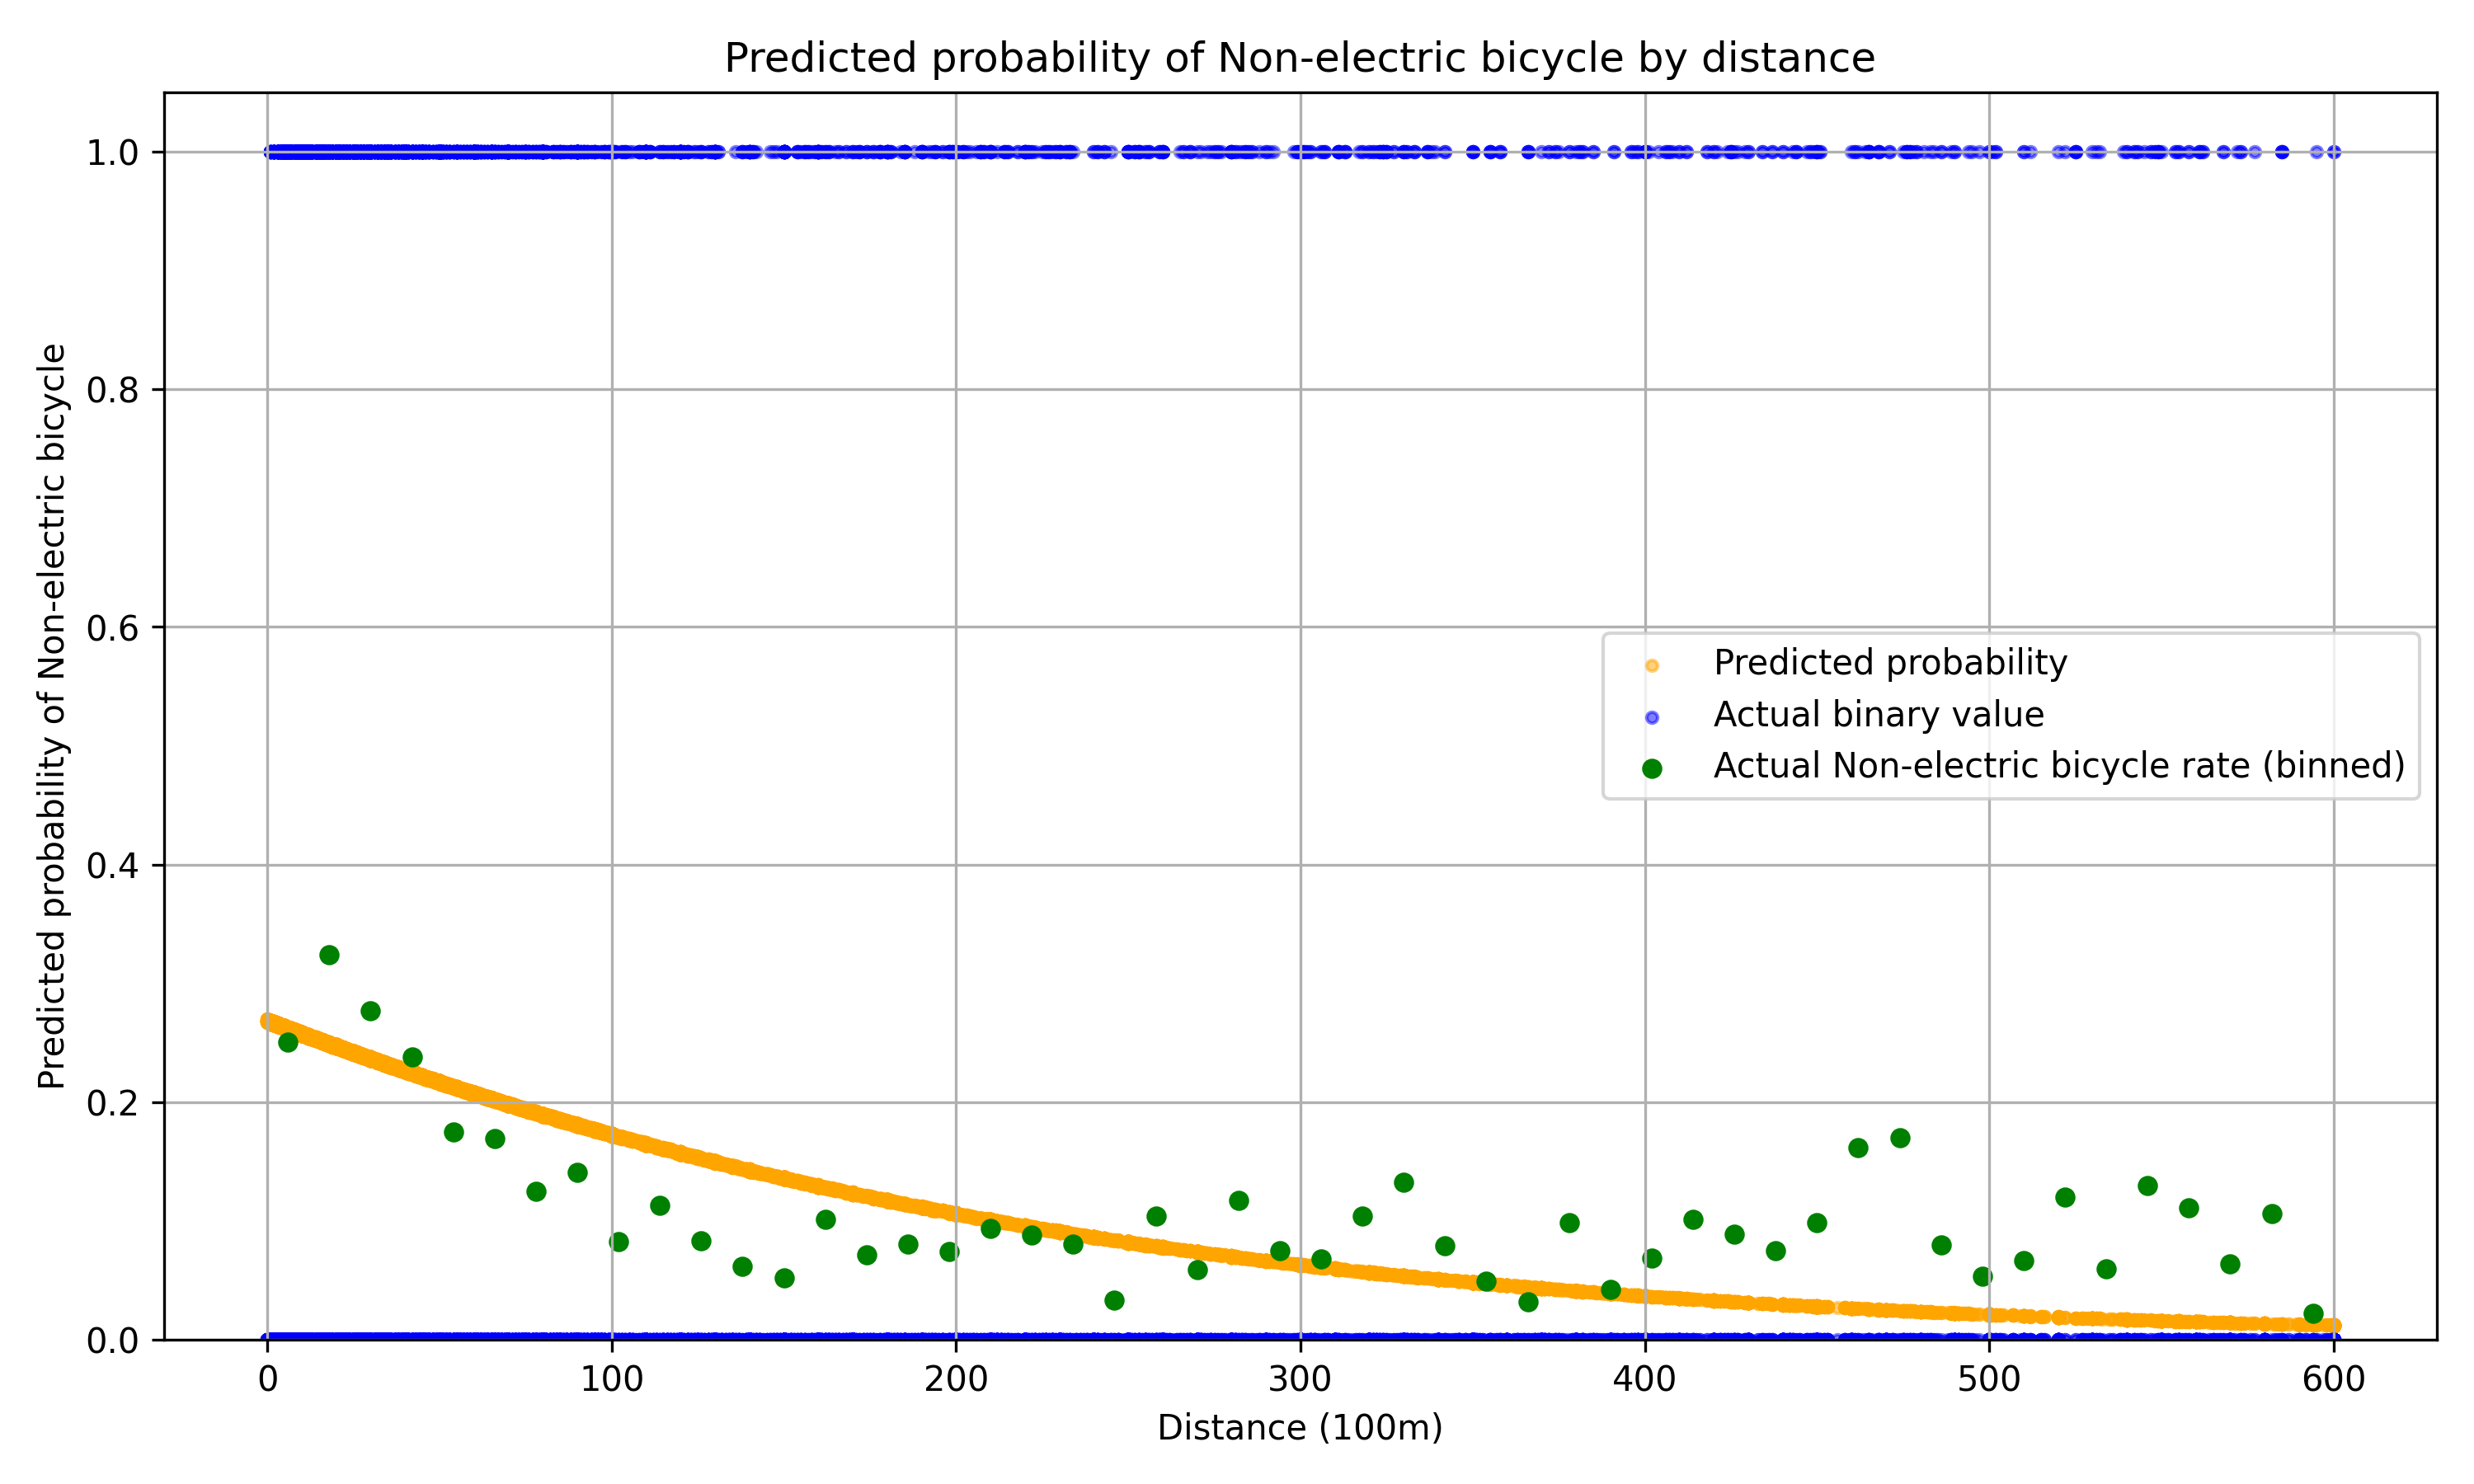 Predicted probability of Non-electric bicycle by distance
Predicted probability of Non-electric bicycle
1.0
0.8
0.6
0.4
0.2
0.0
Predicted probability
Actual binary value
Actual Non-electric bicycle rate (binned)
0 100 200 300 400 500 600
Distance (100m)